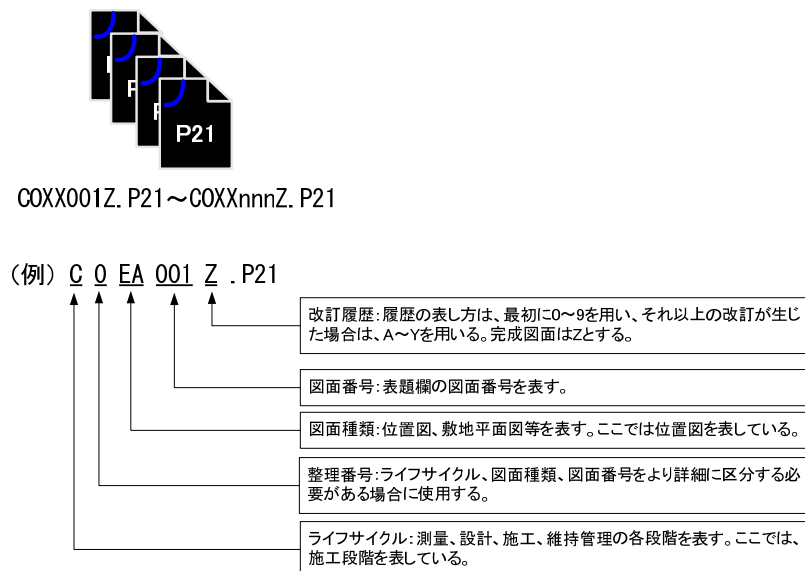 P21
C0XX001Z.P21～C0XXnnnZ.P21
(例) C 0 EA 001 Z .P21
改訂履歴:履歴の表し方は、最初に0～9を用い、それ以上の改訂が生じ
た場合は、A～Yを用いる。完成図面はZとする。
図面番号:表題欄の図面番号を表す。
図面種類:位置図、敷地平面図等を表す。ここでは位置図を表している。
整理番号:ライフサイクル、図面種類、図面番号をより詳細に区分する必
要がある場合に使用する。
ライフサイクル:測量、設計、施工、維持管理の各段階を表す。ここでは、
施工段階を表している。